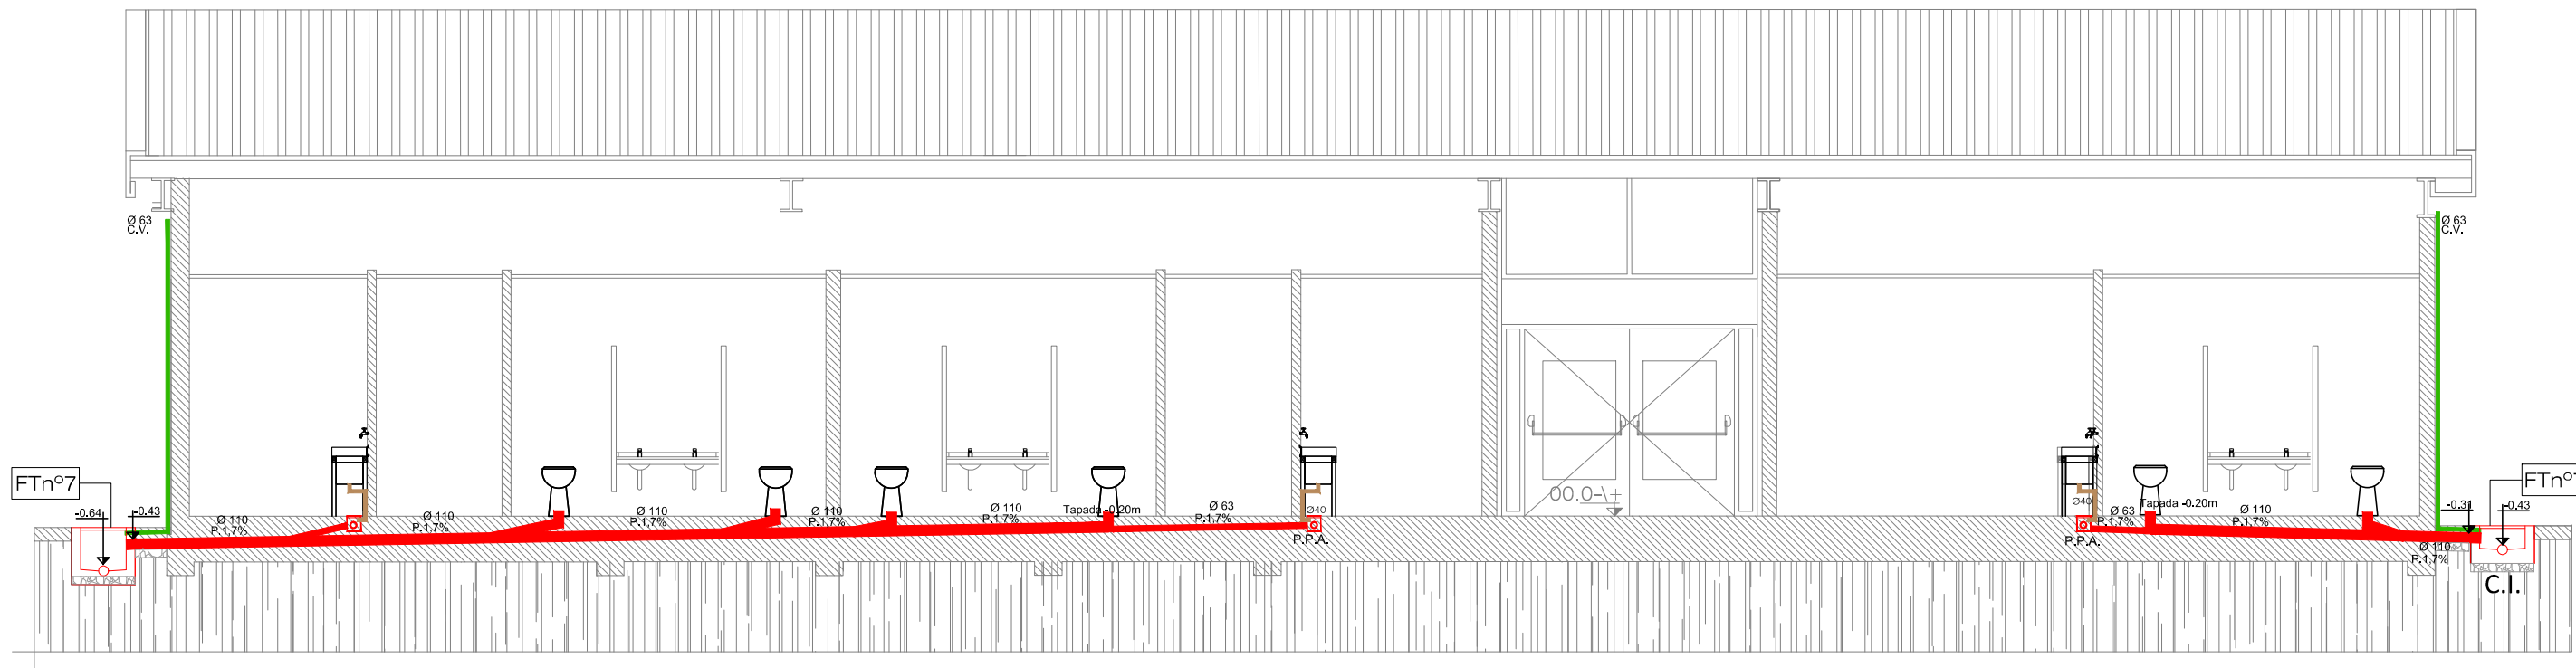 Ø 63
C.V.
Ø 63
C.V.
FTnº7
-0.64
-0.43
Ø 110
P.1,7%
Ø 110
P.1,7%
Ø 110
P.1,7%
Ø 110
P.1,7%
Ø 110
P.1,7%
Tapada -0.20m
Ø 63
P.1,7%
Ø40
P.P.A.
00.0-\+
Ø40
P.P.A.
Ø 63
P.1,7%
Tapada -0.20m
Ø 110
P.1,7%
Ø 110
P.1,7%
-0.31
-0.43
FTnº
C.I.